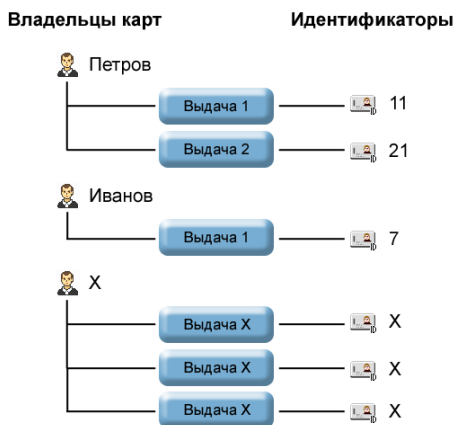 Владельцы карт Идентификаторы
Петров
Выдача 1 11
Выдача 2 21
Иванов
Выдача 1 7
X
Выдача X X
Выдача X X
Выдача X X